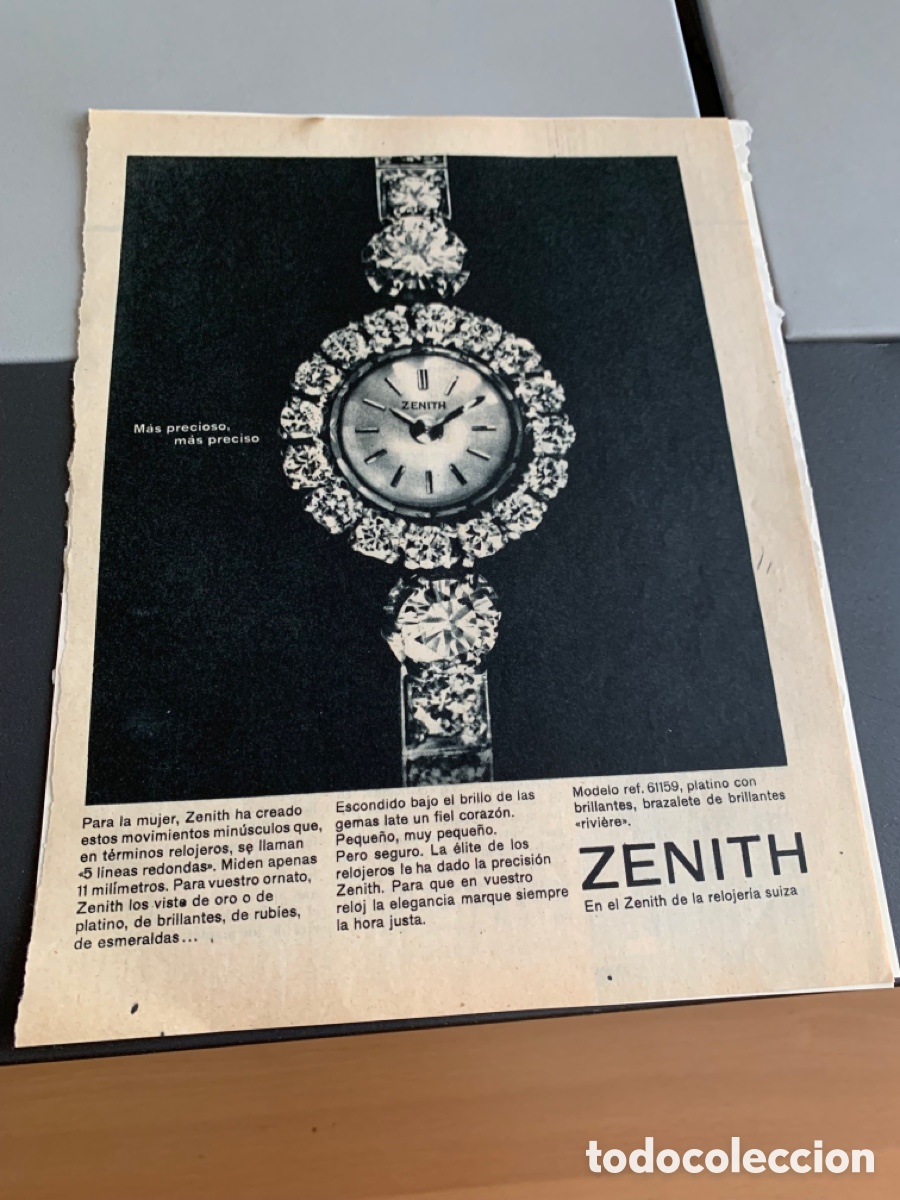 ZENITH
Más precioso,
más preciso
Para la mujer, Zenith ha creado
estos movimientos minúsculos que,
en términos relojeros, se llaman
«5 líneas redondas». Miden apenas
11 milímetros. Para vuestro ornato,
Zenith los viste de oro o de
platino, de brillantes, de rubíes,
de esmeraldas...
Escondido bajo el brillo de las
gemas late un fiel corazón.
Pequeño, muy pequeño.
Pero seguro. La élite de los
relojeros le ha dado la precisión
Zenith. Para que en vuestro
reloj la elegancia marque siempre
la hora justa.
Modelo ref. 61159, platino con
brillantes, brazalete de brillantes
«rivière».
ZENITH
En el Zenith de la relojería suiza
todocoleccion